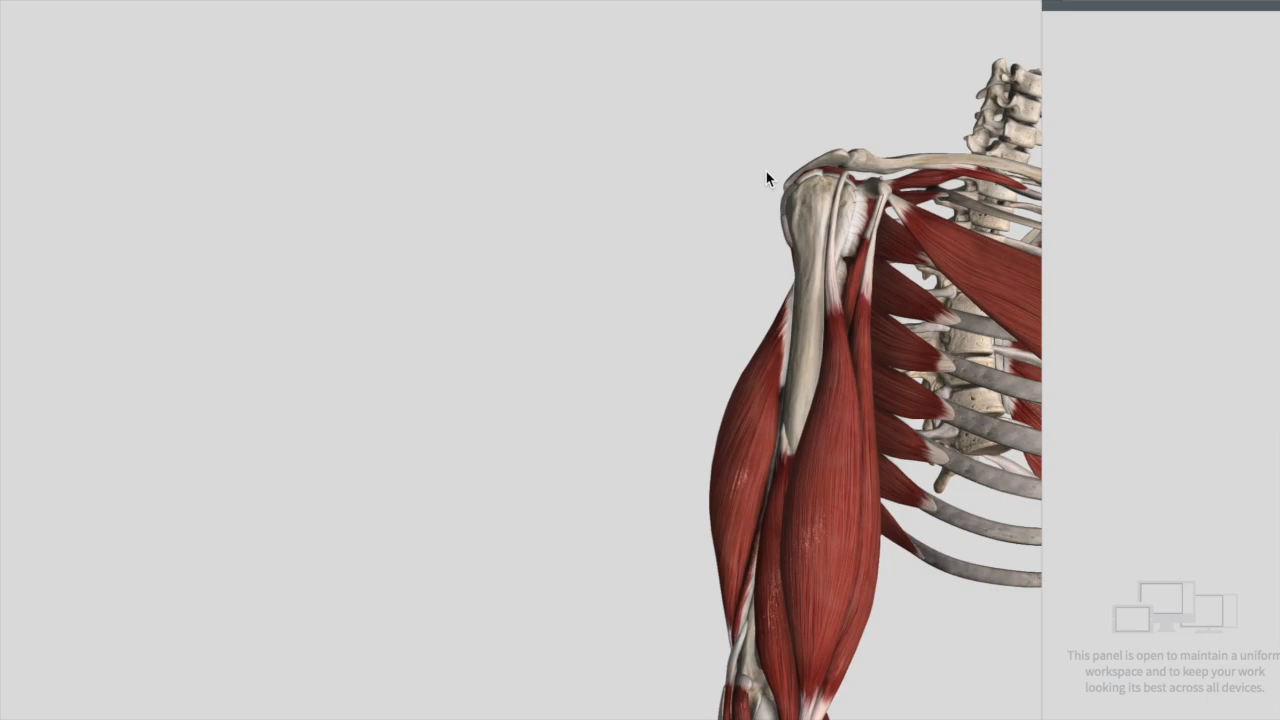 This panel is open to maintain a uniform
workspace and to keep your work
looking its best across all devices.